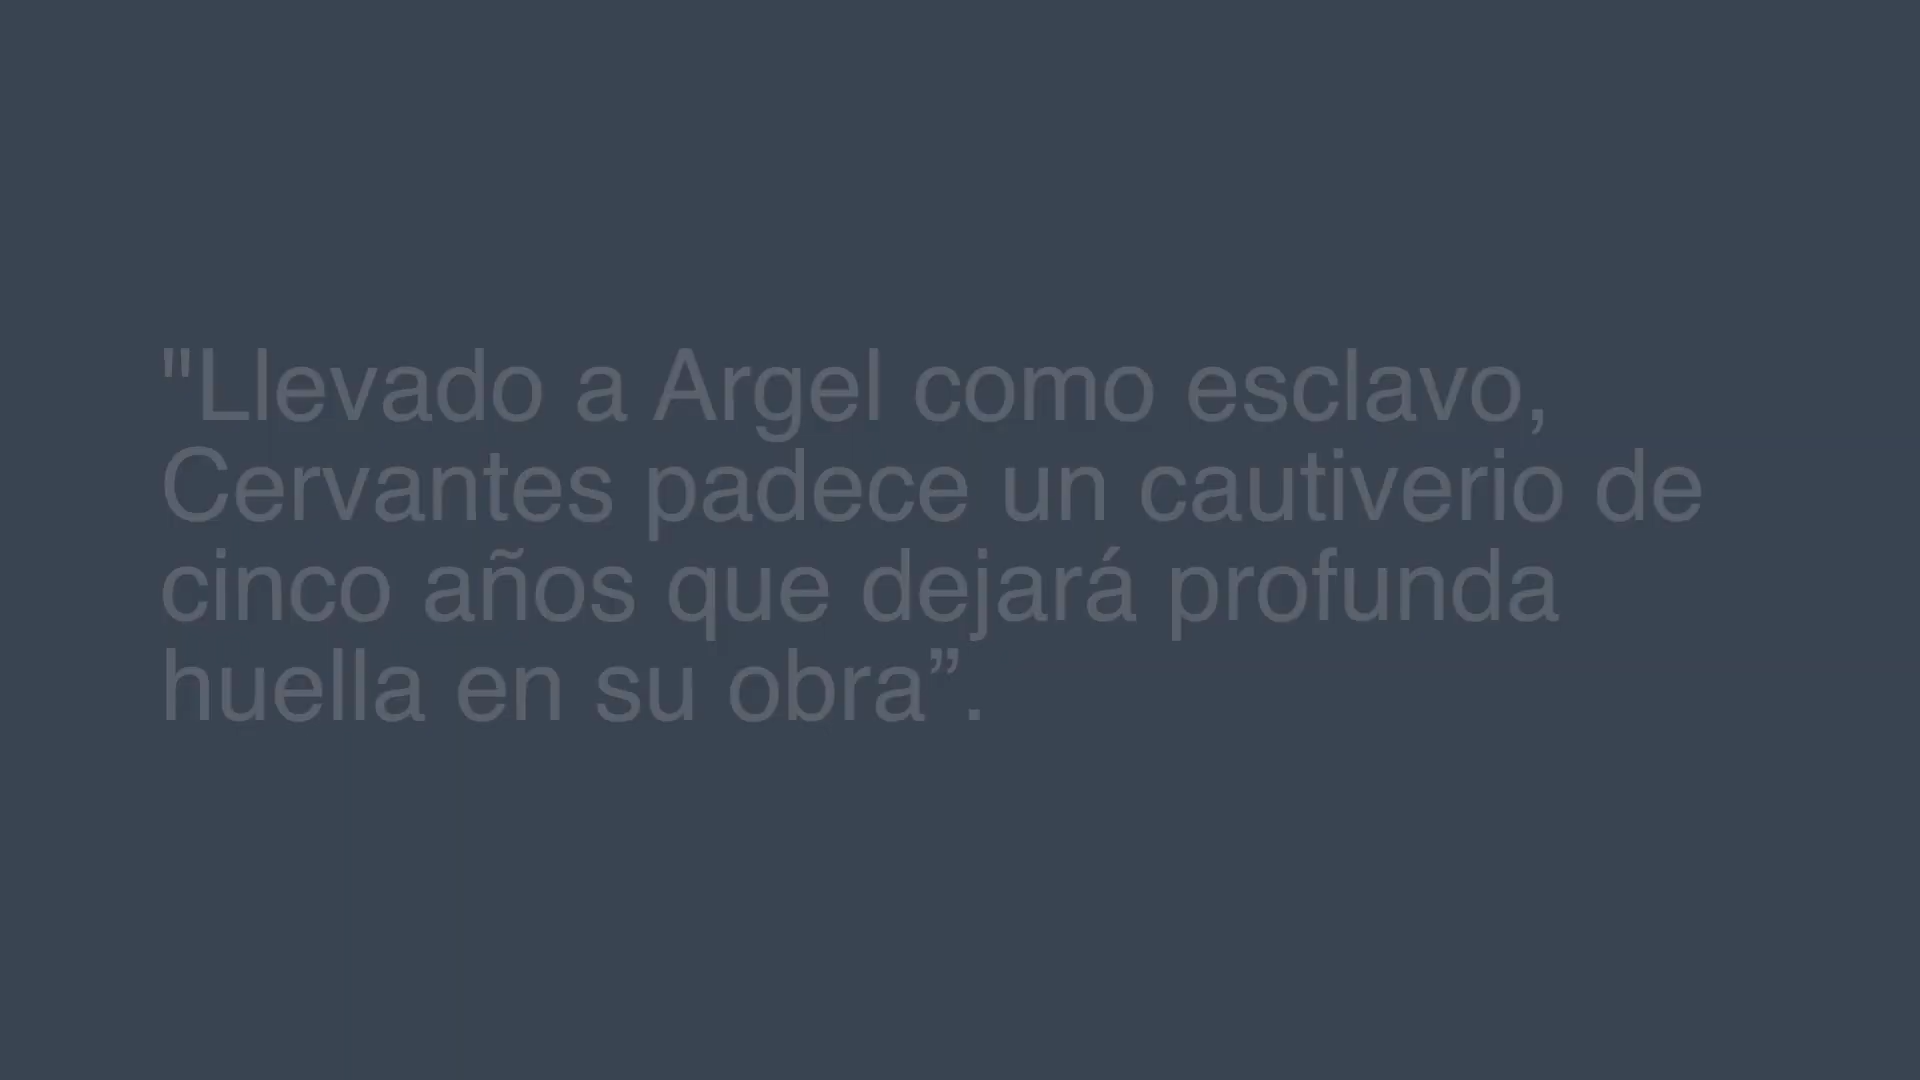 "Llevado a Argel como esclavo,
Cervantes padece un cautiverio de
cinco años que dejará profunda
huella en su obra”.